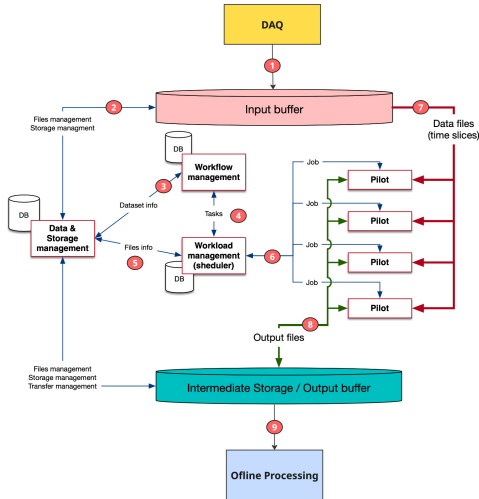 DAQ
1
Input buffer
2
7
Files management
Storage managment
Data files
(time slices)
DB
Workflow
management
Job
Pilot
3
Dataset info
DB
Data &
Storage
management
Tasks
4
Job
Pilot
Files info
5
Workload
management
(sheduler)
6
Job
Pilot
DB
Job
Pilot
8
Output files
Files management
Storage management
Transfer management
Intermediate Storage / Output buffer
9
Ofline Processing